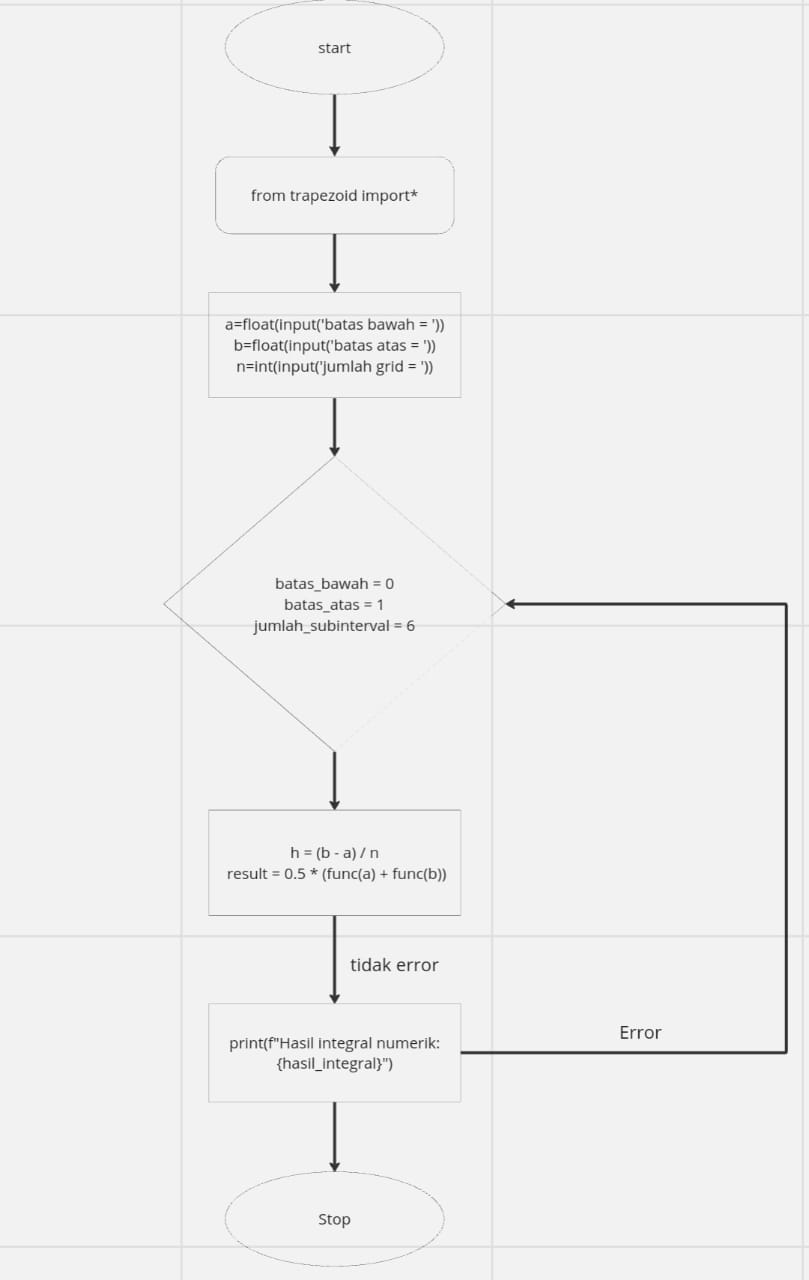 start
from trapezoid import*
a=float(input('batas bawah = '))
b=float(input('batas atas = '))
n=int(input('jumlah grid = '))
batas_bawah = 0
batas_atas = 1
jumlah_subinterval = 6
h = (b - a) / n
result = 0.5 * (func(a) + func(b))
tidak error
print(f"Hasil integral numerik:
{hasil_integral}")
Error
Stop